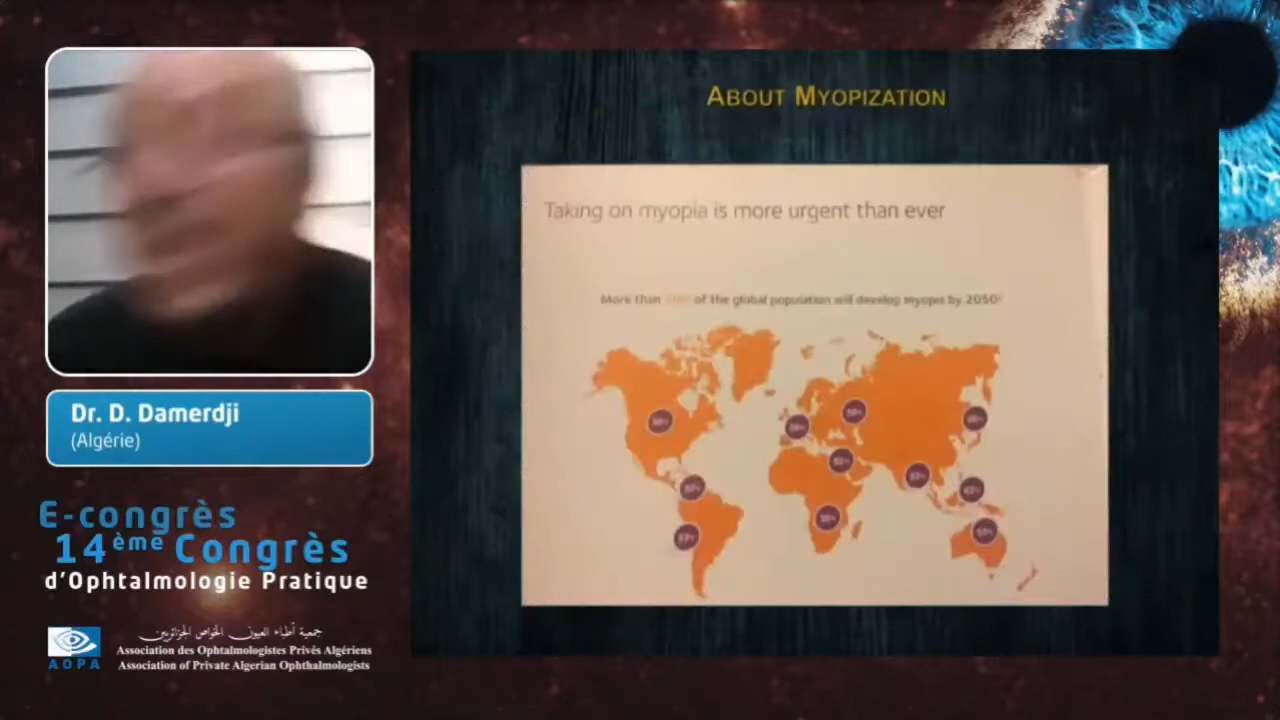 ABOUT MYOPIZATION
Taking on myopia is more urgent than ever
More than of the global population will develop myopia by 2050
Dr. D. Damerdji
(Algérie)
E-congrès
14ème Congrès
d'Ophtalmologie Pratique
جمعية أطباء العيون الخواص الجزائريين
Association des Ophtalmologistes Privés Algériens
AOPA
Association of Private Algerian Ophthalmologists